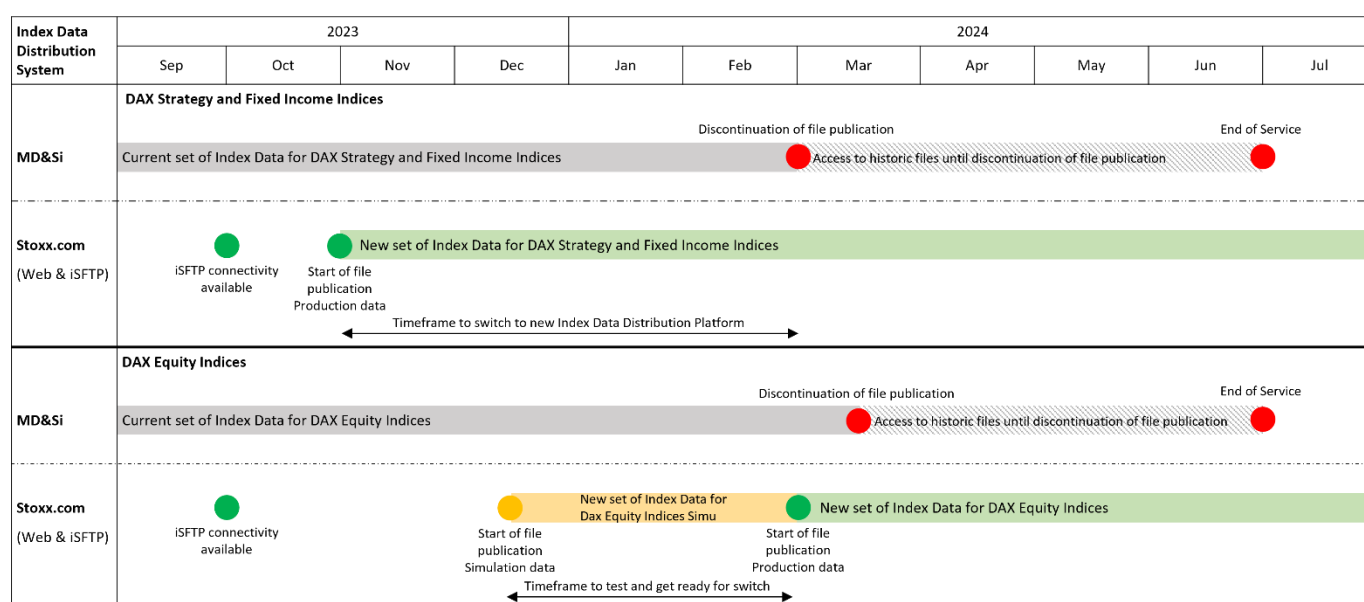 Index Data
Distribution
System
2023
2024
Sep
Oct
Nov
Dec
Jan
Feb
Mar
Apr
May
Jun
Jul
DAX Strategy and Fixed Income Indices
Discontinuation of file publication
End of Service
MD&Si
Current set of Index Data for DAX Strategy and Fixed Income Indices
Access to historic files until discontinuation of file publication
Stoxx.com
(Web & iSFTP)
New set of Index Data for DAX Strategy and Fixed Income Indices
iSFTP connectivity
available
Start of file
publication
Production data
Timeframe to switch to new Index Data Distribution Platform
DAX Equity Indices
Discontinuation of file publication
End of Service
MD&Si
Current set of Index Data for DAX Equity Indices
Access to historic files until discontinuation of file publication
Stoxx.com
(Web & iSFTP)
New set of Index Data for
Dax Equity Indices Simu
New set of Index Data for DAX Equity Indices
iSFTP connectivity
available
Start of file
publication
Simulation data
Start of file
publication
Production data
Timeframe to test and get ready for switch